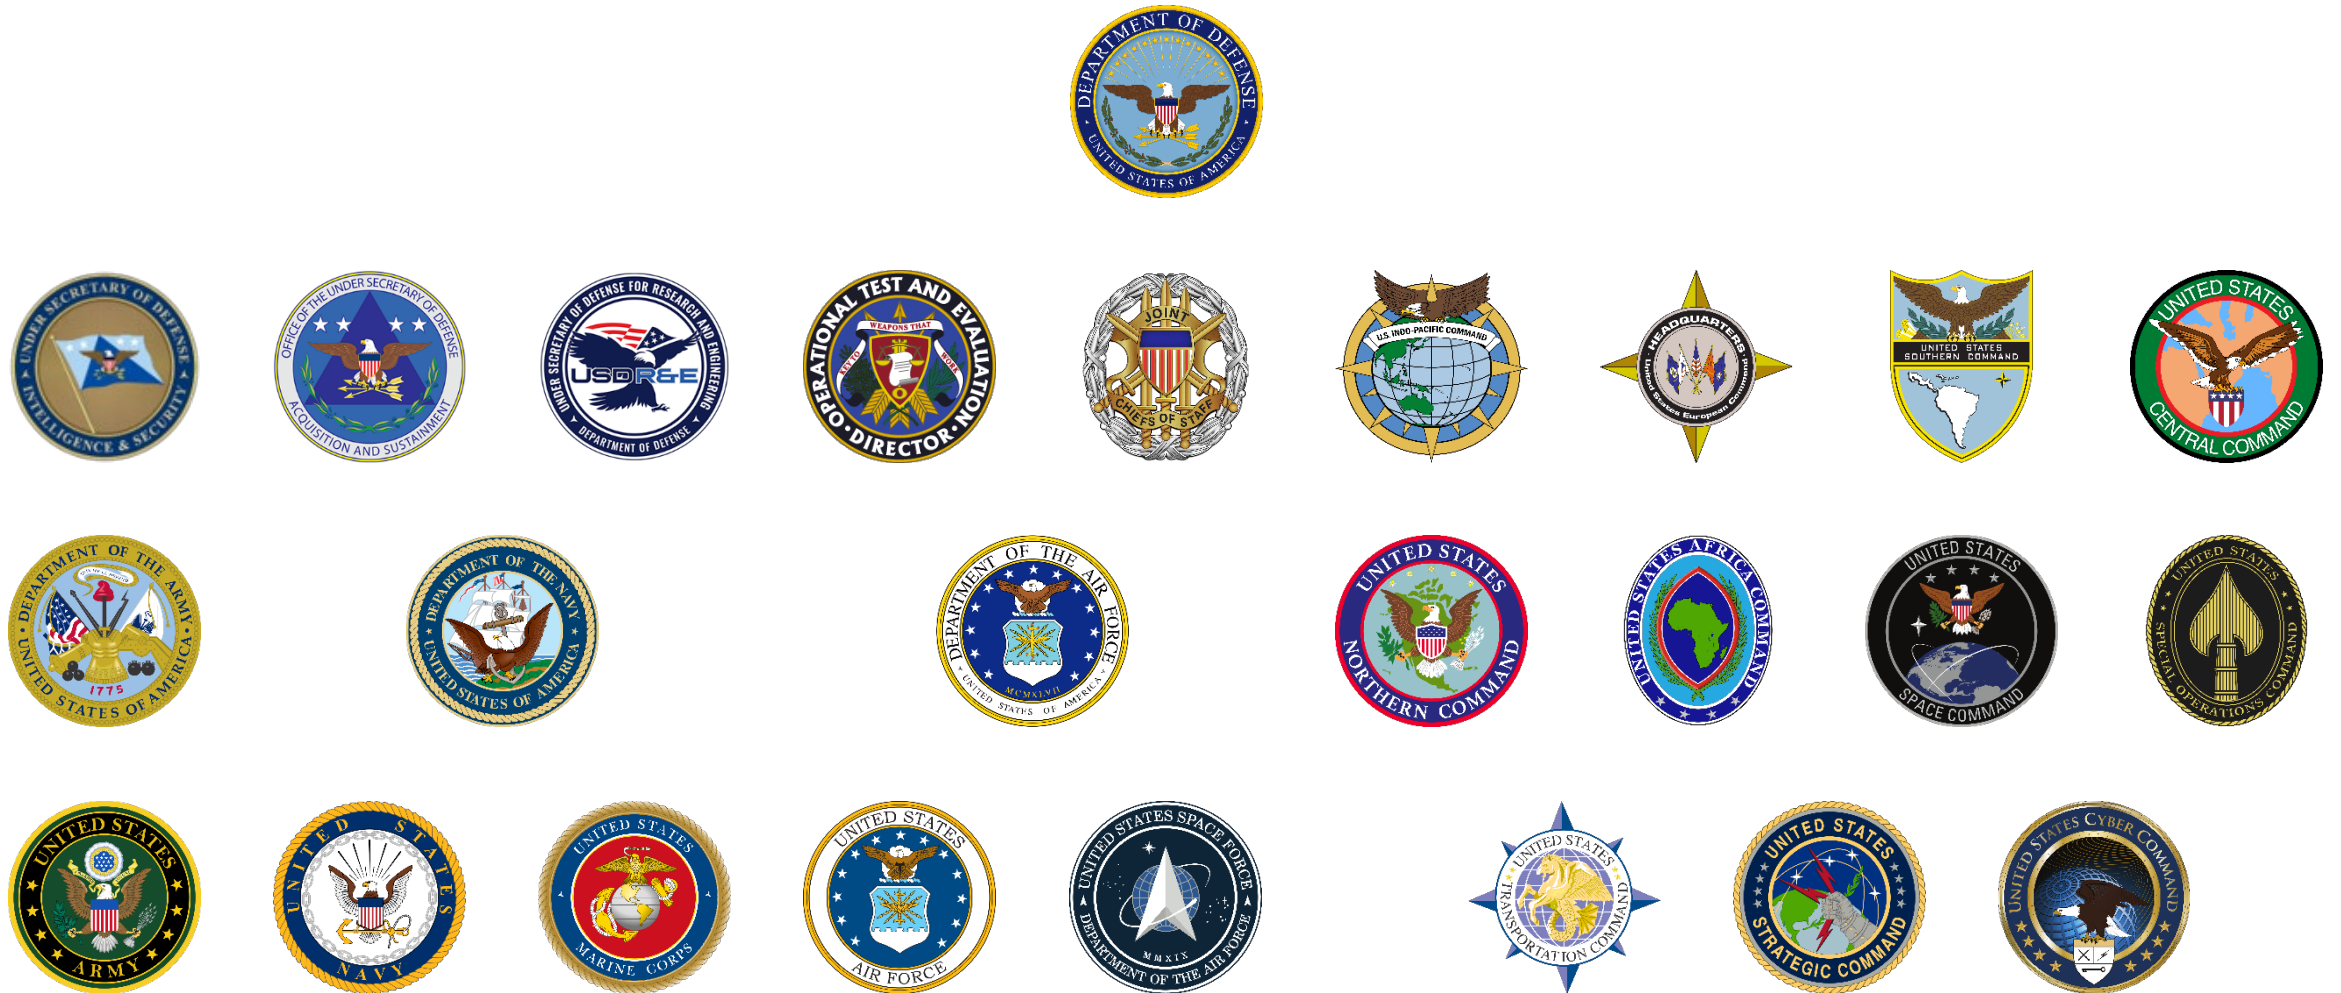 DEPARTMENT OF DEFENSE
UNITED STATES OF AMERICA
UNDER SECRETARY OF DEFENSE
INTELLIGENCE & SECURITY
OFFICE OF THE UNDER SECRETARY OF DEFENSE
ACQUISITION AND SUSTAINMENT
UNDER SECRETARY OF DEFENSE FOR RESEARCH AND ENGINEERING
USDR&E
DEPARTMENT OF DEFENSE
OPERATIONAL TEST AND EVALUATION
WEAPONS THAT
KEY TO
WORK
DIRECTOR
JOINT
CHIEFS OF STAFF
U.S. INDO-PACIFIC COMMAND
HEADQUARTERS
United States European Command
UNITED STATES
SOUTHERN COMMAND
UNITED STATES
CENTRAL COMMAND
DEPARTMENT OF THE ARMY
1775
UNITED STATES OF AMERICA
DEPARTMENT OF THE NAVY
UNITED STATES OF AMERICA
DEPARTMENT OF THE AIR FORCE
MCMXLVII
UNITED STATES OF AMERICA
UNITED STATES
NORTHERN COMMAND
UNITED STATES AFRICA COMMAND
UNITED STATES
SPACE COMMAND
UNITED STATES
SPECIAL OPERATIONS COMMAND
UNITED STATES
ARMY
UNITED STATES
NAVY
UNITED STATES
MARINE CORPS
UNITED STATES
AIR FORCE
UNITED STATES SPACE FORCE
MMXIX
DEPARTMENT OF THE AIR FORCE
UNITED STATES
TRANSPORTATION COMMAND
UNITED STATES
STRATEGIC COMMAND
UNITED STATES CYBER COMMAND